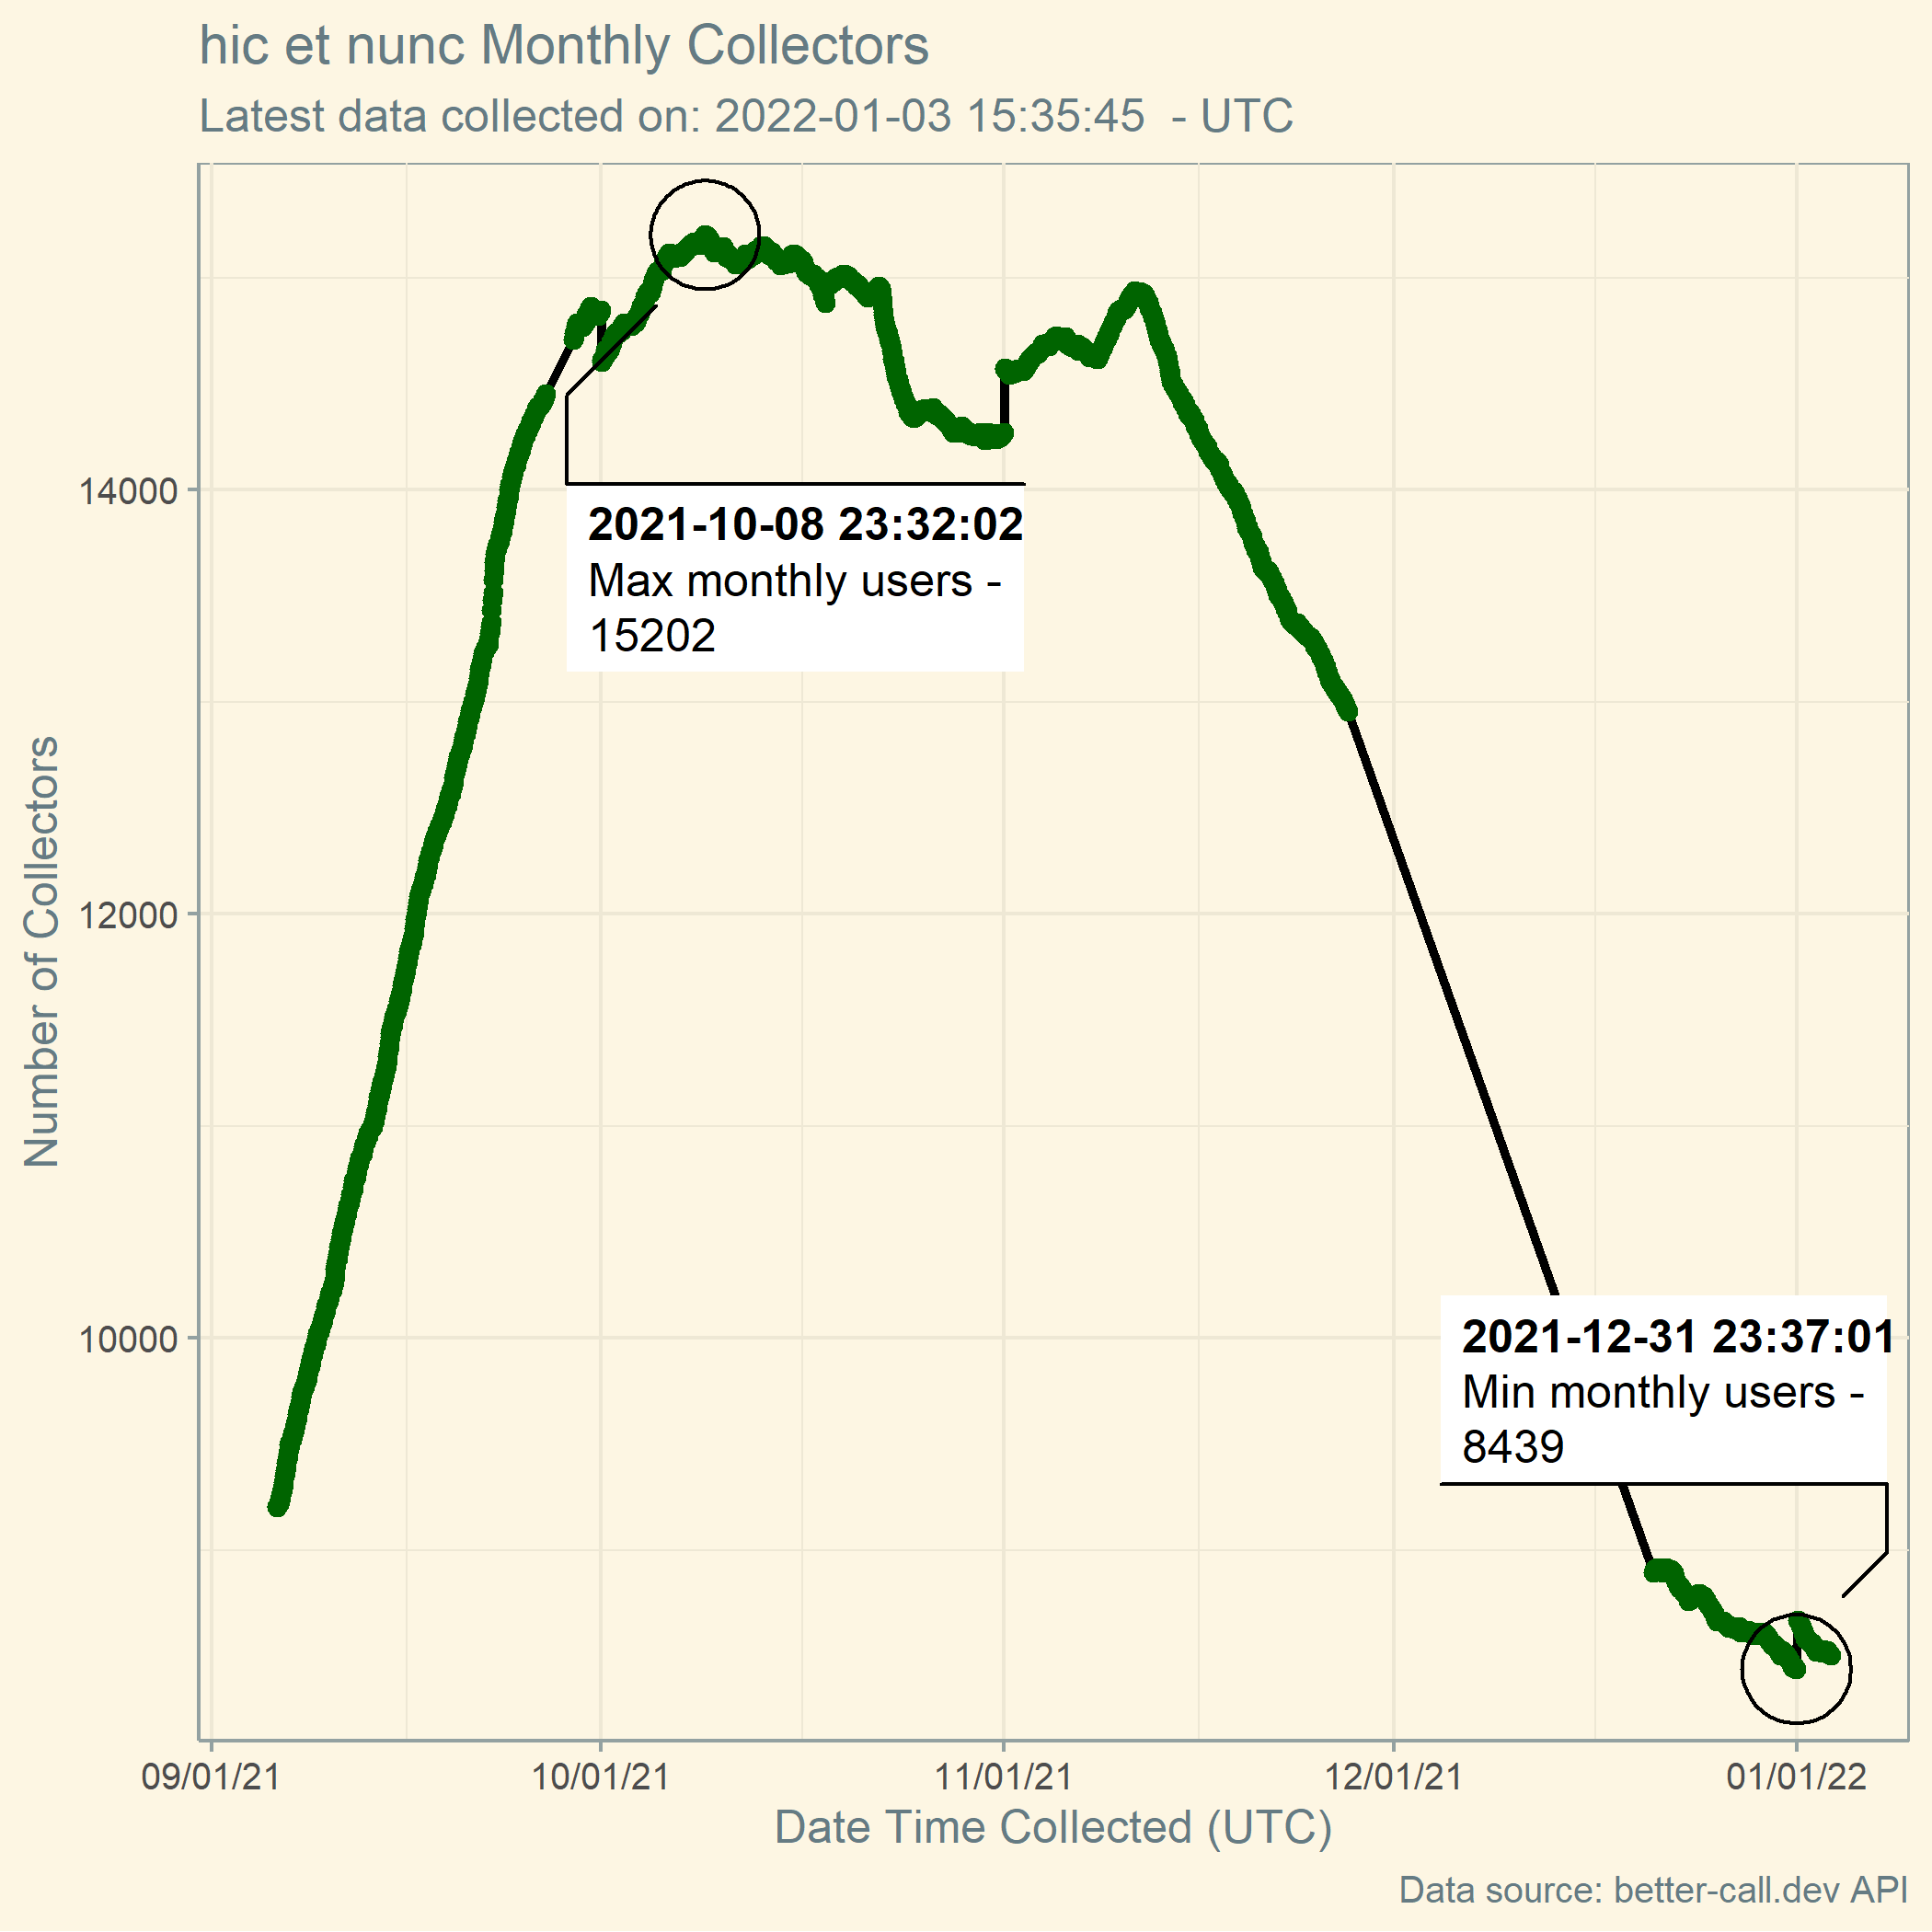 hic et nunc Monthly Collectors
Latest data collected on: 2022-01-03 15:35:45  - UTC
Number of Collectors
14000
12000
10000
2021-10-08 23:32:02
Max monthly users -
15202
2021-12-31 23:37:01
Min monthly users -
8439
09/01/21
10/01/21
11/01/21
12/01/21
01/01/22
Date Time Collected (UTC)
Data source: better-call.dev API